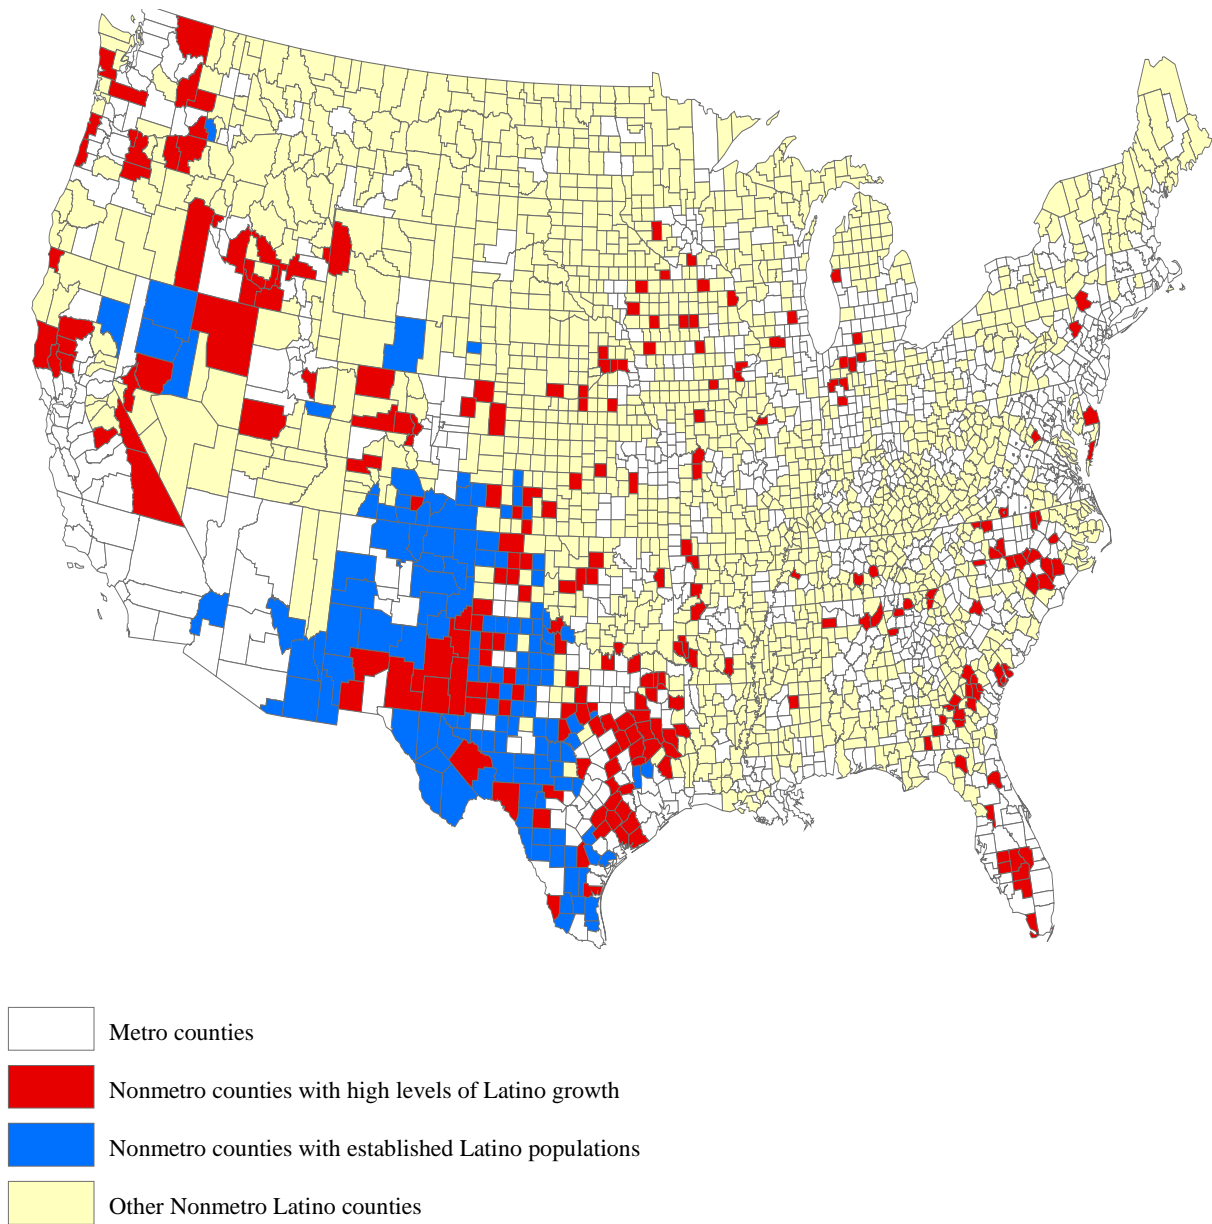 Metro counties
Nonmetro counties with high levels of Latino growth
Nonmetro counties with established Latino populations
Other Nonmetro Latino counties